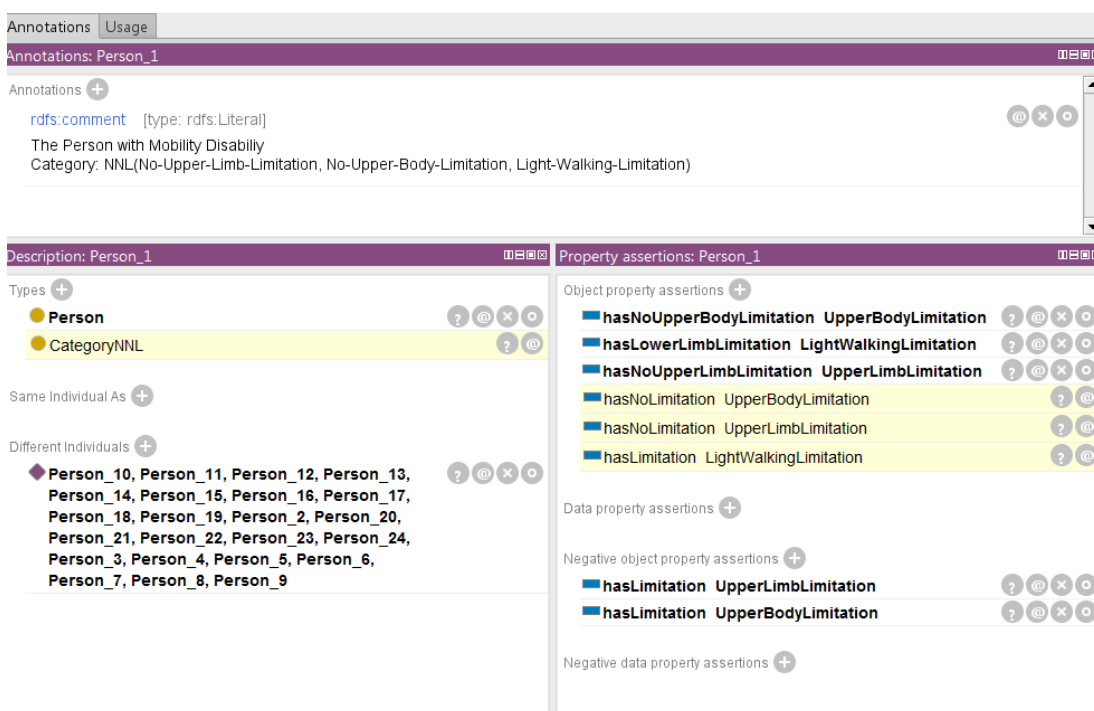 Annotations Usage
Annotations: Person_1
Annotations
rdfs:comment [type: rdfs:Literal]
The Person with Mobility Disabiliy
Category: NNL(No-Upper-Limb-Limitation, No-Upper-Body-Limitation, Light-Walking-Limitation)
Description: Person_1
Types
Person
CategoryNNL
Same Individual As
Different Individuals
Person_10, Person_11, Person_12, Person_13,
Person_14, Person_15, Person_16, Person_17,
Person_18, Person_19, Person_2, Person_20,
Person_21, Person_22, Person_23, Person_24,
Person_3, Person_4, Person_5, Person_6,
Person_7, Person_8, Person_9
Property assertions: Person_1
Object property assertions
hasNoUpperBodyLimitation UpperBodyLimitation
hasLowerLimbLimitation LightWalkingLimitation
hasNoUpperLimbLimitation UpperLimbLimitation
hasNoLimitation UpperBodyLimitation
hasNoLimitation UpperLimbLimitation
hasLimitation LightWalkingLimitation
Data property assertions
Negative object property assertions
hasLimitation UpperLimbLimitation
hasLimitation UpperBodyLimitation
Negative data property assertions